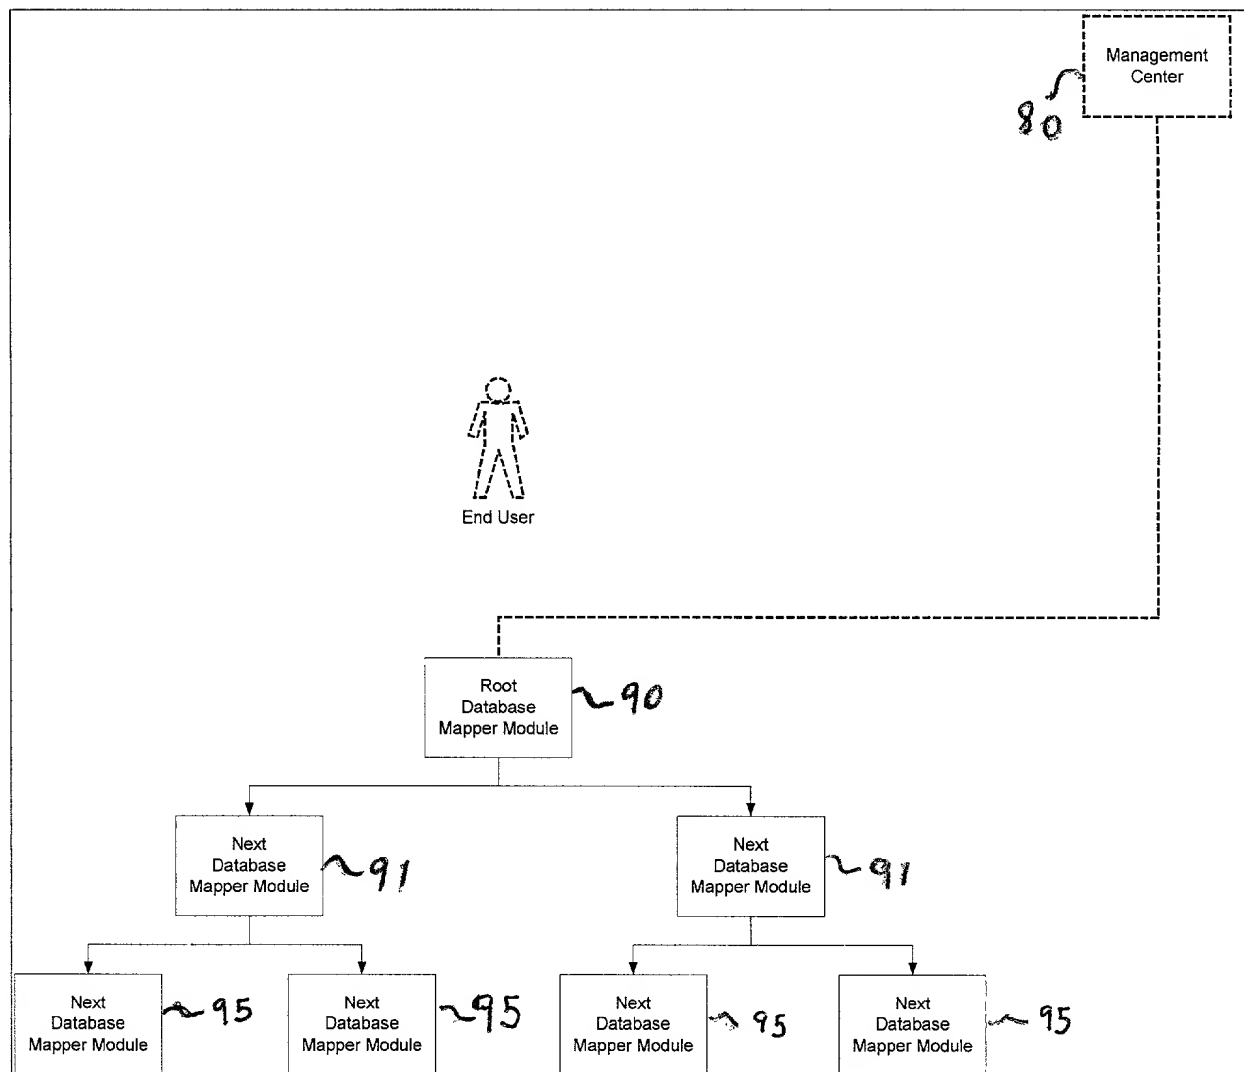 Management
Center
80
End User
Root
Database
Mapper Module
90
Next
Database
Mapper Module
91
Next
Database
Mapper Module
91
Next
Database
Mapper Module
95
Next
Database
Mapper Module
95
Next
Database
Mapper Module
95
Next
Database
Mapper Module
95